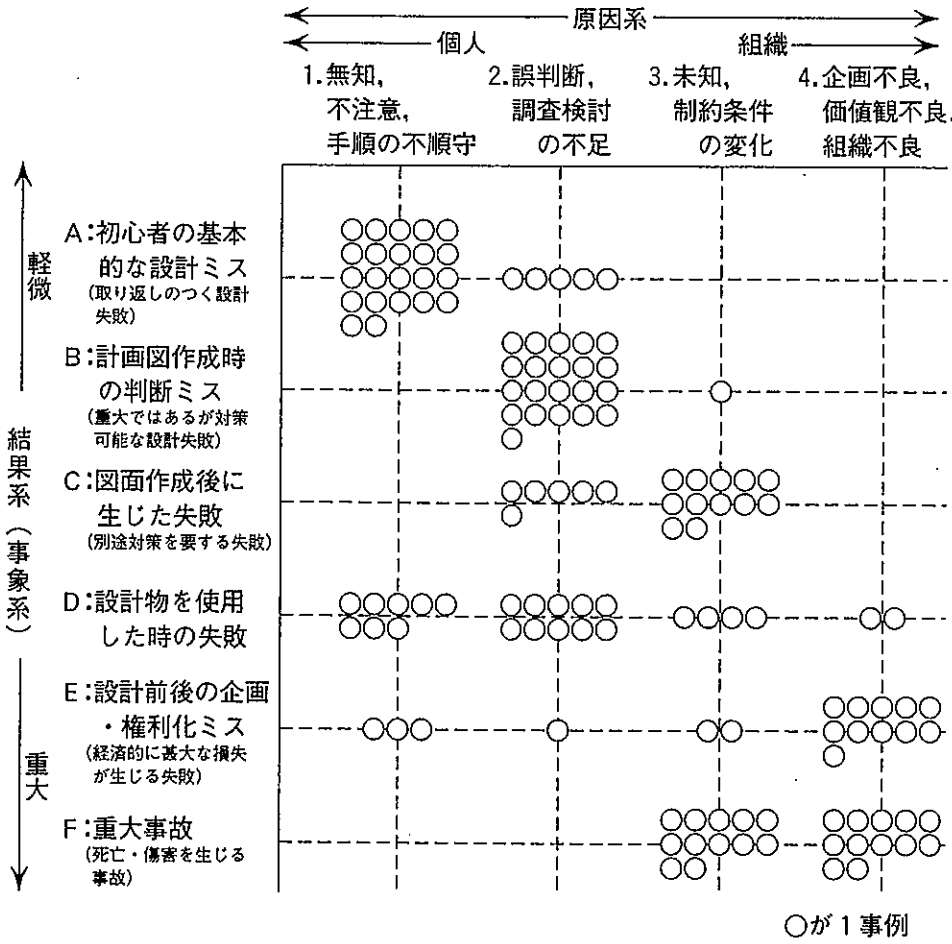 原因系
個人
組織
1.無知,
不注意,
手順の不順守
2.誤判断,
調査検討
の不足
3.未知,
制約条件
の変化
4.企画不良,
価値観不良,
組織不良
軽微
結果系(事象系)
重大
A:初心者の基本
的な設計ミス
(取り返しのつく設計
失敗)
B:計画図作成時
の判断ミス
(重大ではあるが対策
可能な設計失敗)
C:図面作成後に
生じた失敗
(別途対策を要する失敗)
D:設計物を使用
した時の失敗
E:設計前後の企画
・権利化ミス
(経済的に甚大な損失
が生じる失敗)
F:重大事故
(死亡・傷害を生じる
事故)
○が1事例